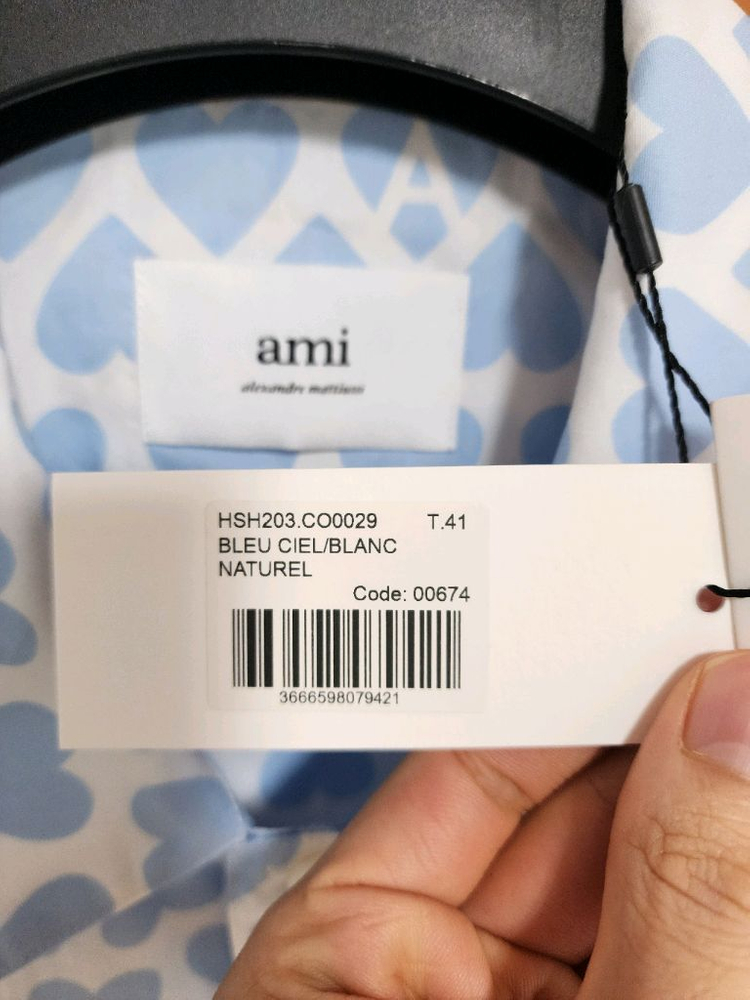 A
ami
alexandre mattiussi
HSH203.CO0029 T.41
BLEU CIEL/BLANC
NATUREL
Code: 00674
3666598079421